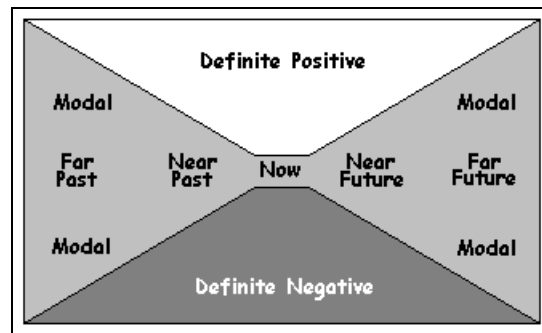 Definite Positive
Modal
Modal
Far
Past
Near
Past
Now
Near
Future
Far
Future
Modal
Modal
Definite Negative